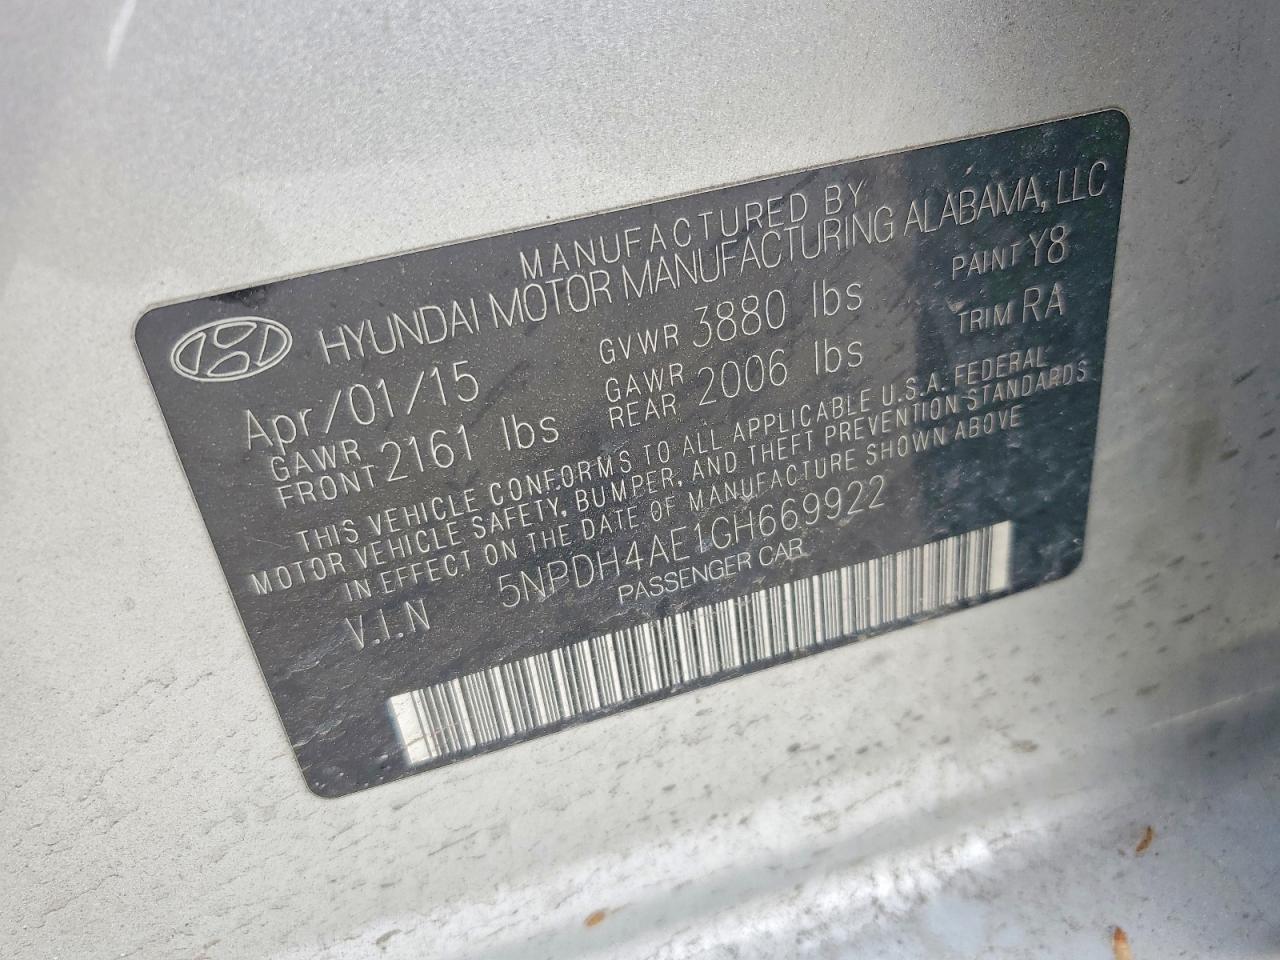 MANUFACTURED BY
HYUNDAI MOTOR MANUFACTURING ALABAMA, LLC
Apr/01/15 GVWR 3880 lbs PAINT Y8
GAWR FRONT 2161 lbs GAWR REAR 2006 lbs TRIM RA
THIS VEHICLE CONFORMS TO ALL APPLICABLE U.S.A. FEDERAL
MOTOR VEHICLE SAFETY, BUMPER, AND THEFT PREVENTION STANDARDS
IN EFFECT ON THE DATE OF MANUFACTURE SHOWN ABOVE
V.I.N 5NPDH4AE1GH669922
PASSENGER CAR